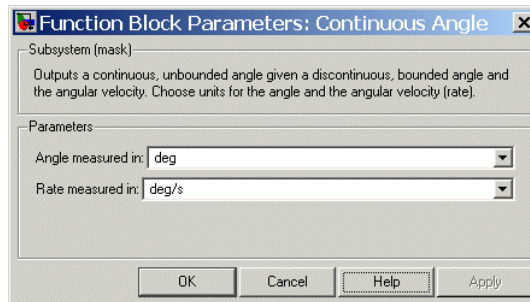 Function Block Parameters: Continuous Angle
Subsystem (mask)
Outputs a continuous, unbounded angle given a discontinuous, bounded angle and
the angular velocity. Choose units for the angle and the angular velocity (rate).
Parameters
Angle measured in: deg
Rate measured in: deg/s
OK Cancel Help Apply